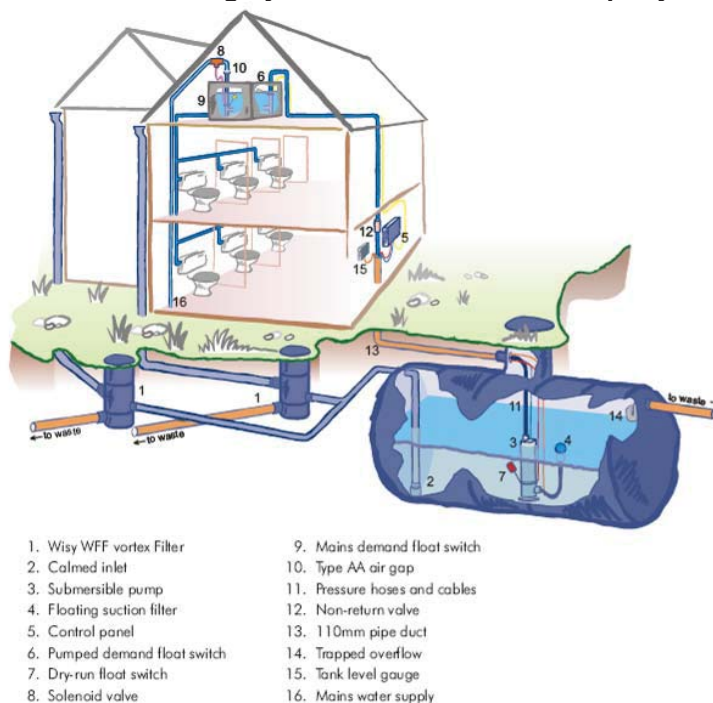 8
10
6
9
12
5
15
16
13
1
1
11
3
4
14
7
2
←to waste
←to waste
to waste→
1. Wisy WFF vortex Filter
2. Calmed inlet
3. Submersible pump
4. Floating suction filter
5. Control panel
6. Pumped demand float switch
7. Dry-run float switch
8. Solenoid valve
9. Mains demand float switch
10. Type AA air gap
11. Pressure hoses and cables
12. Non-return valve
13. 110mm pipe duct
14. Trapped overflow
15. Tank level gauge
16. Mains water supply